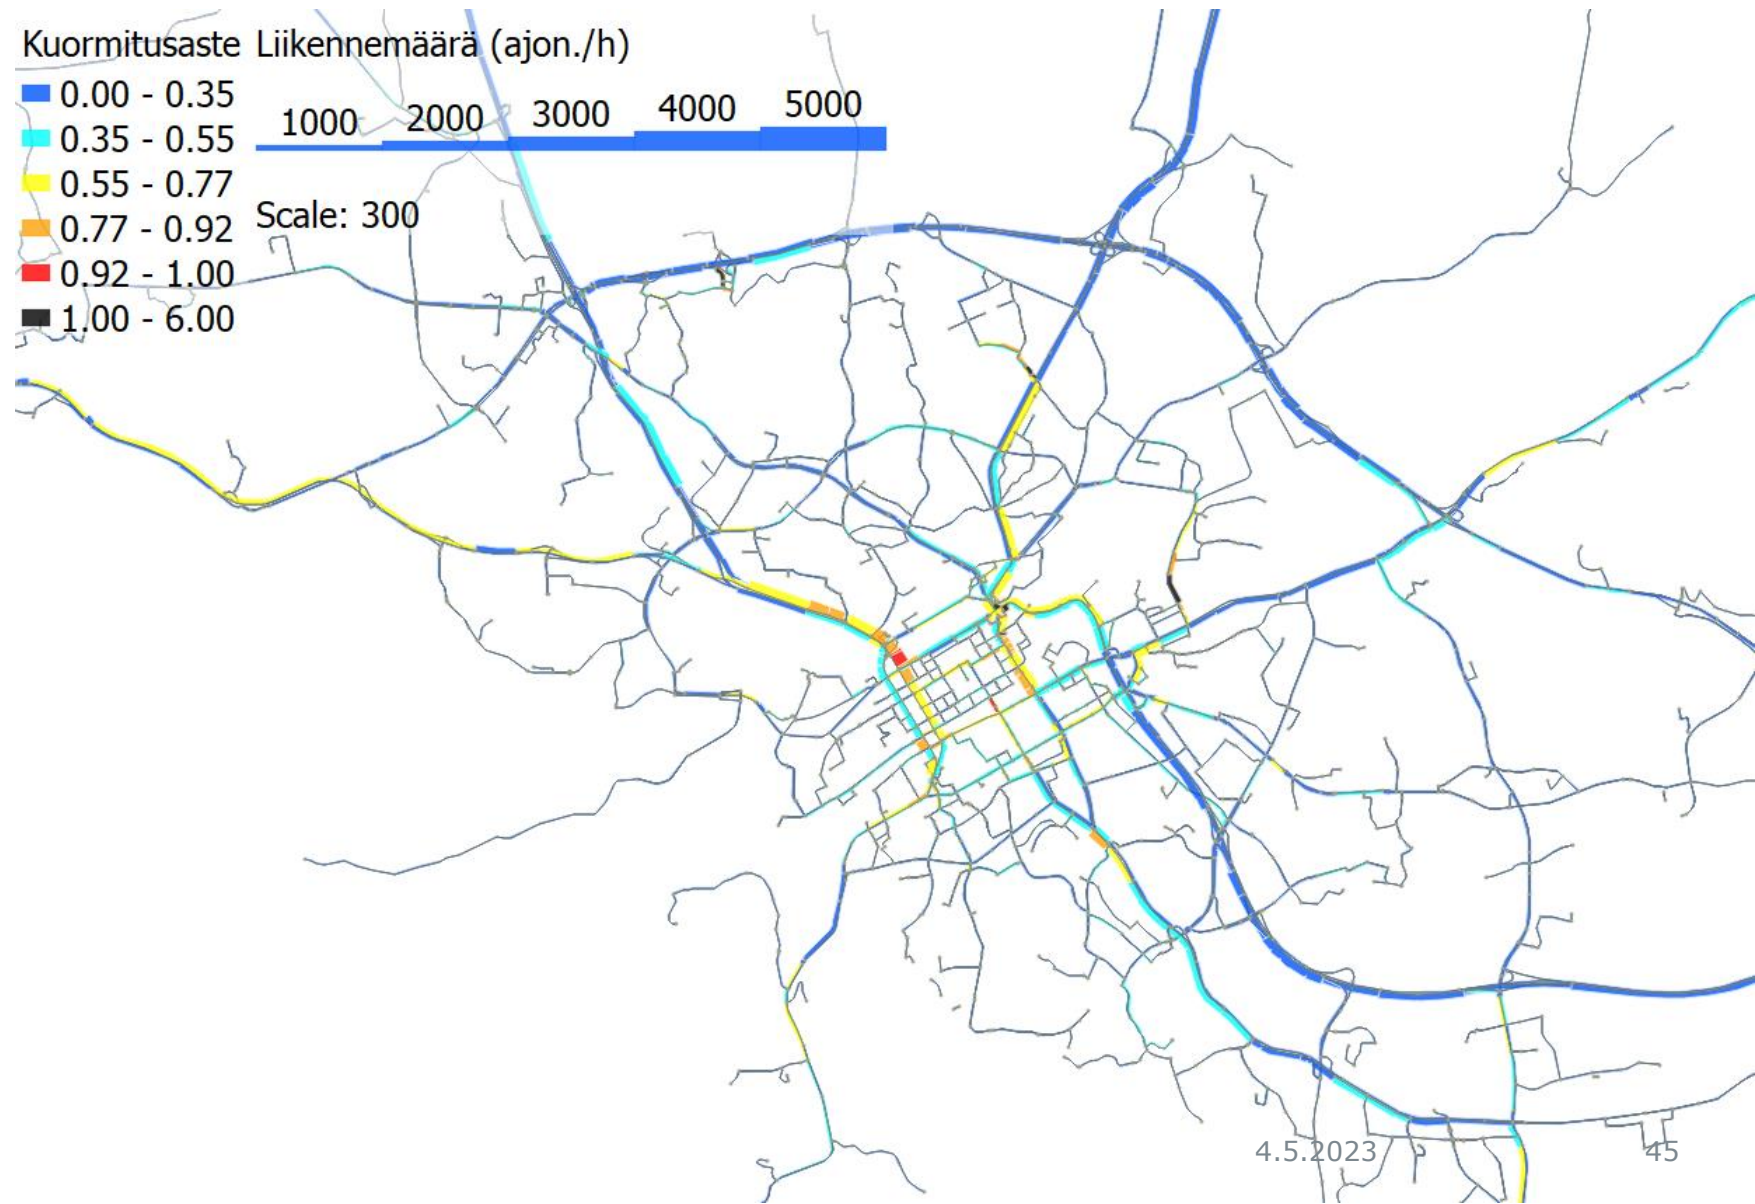 Kuormitusaste Liikennemäärä (ajon./h)
0.00 - 0.35
0.35 - 0.55
0.55 - 0.77
0.77 - 0.92
0.92 - 1.00
1.00 - 6.00
1000 2000 3000 4000 5000
Scale: 300
4.5.2023 45